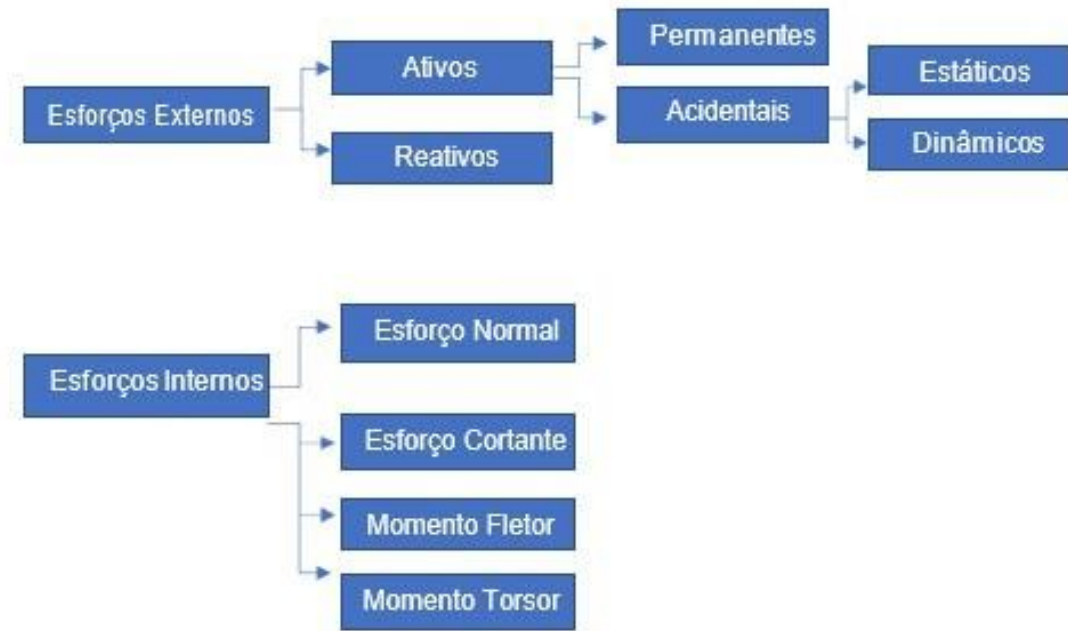 Esforços Externos
Ativos
Reativos
Permanentes
Acidentais
Estáticos
Dinâmicos
Esforços Internos
Esforço Normal
Esforço Cortante
Momento Fletor
Momento Torsor